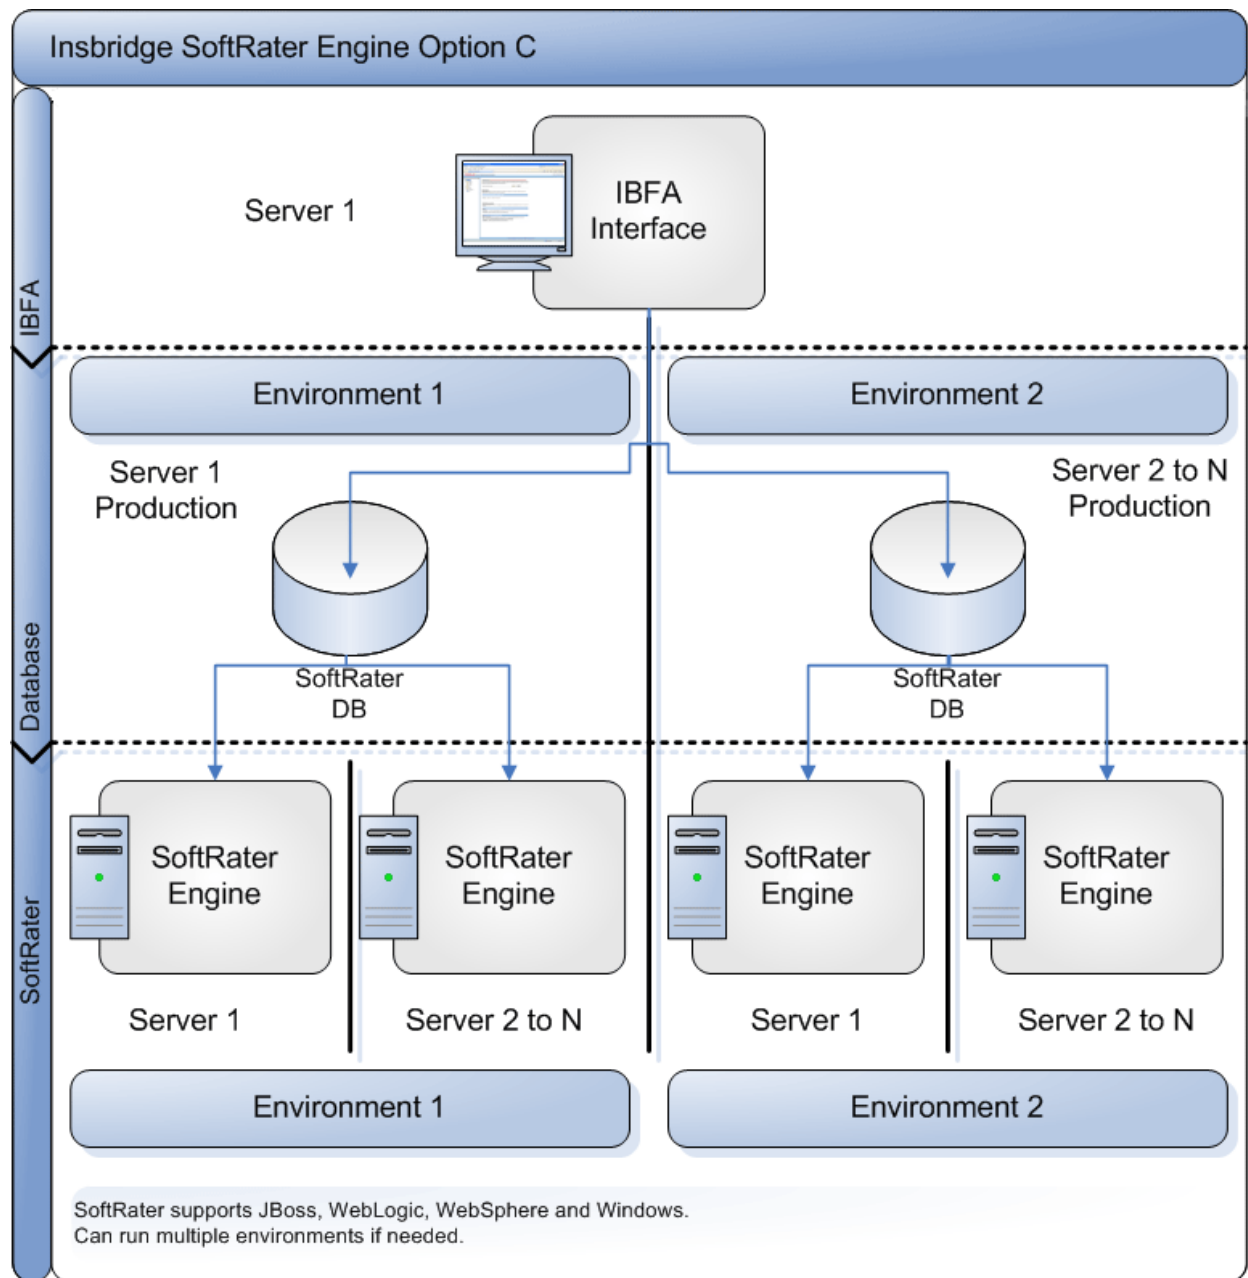 Insbridge SoftRater Engine Option C
IBFA
Server 1
IBFA
Interface
Database
Environment 1
Environment 2
Server 1
Production
Server 2 to N
Production
SoftRater
DB
SoftRater
DB
SoftRater
SoftRater
Engine
SoftRater
Engine
SoftRater
Engine
SoftRater
Engine
Server 1
Server 2 to N
Server 1
Server 2 to N
Environment 1
Environment 2
SoftRater supports JBoss, WebLogic, WebSphere and Windows.
Can run multiple environments if needed.